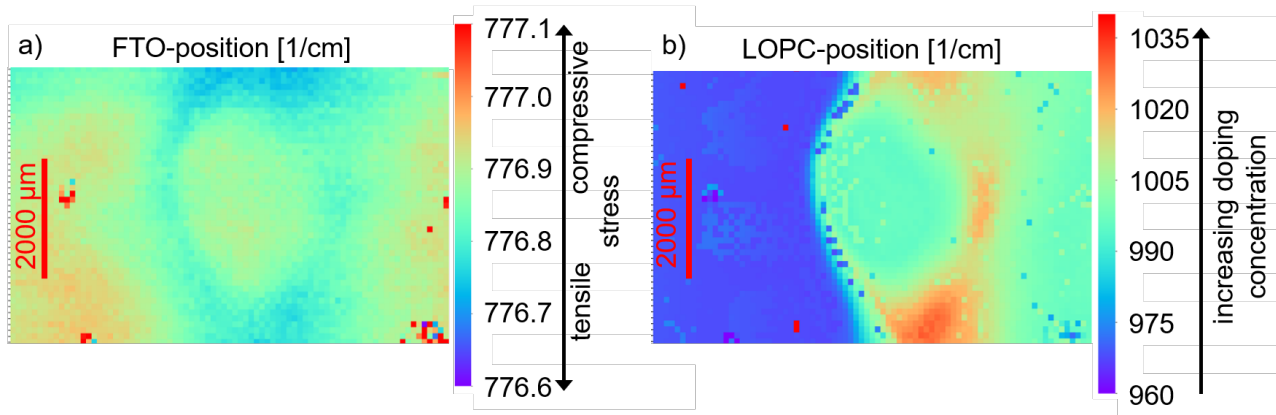 a)
FTO-position [1/cm]
2000 μm
777.1
777.0
776.9
776.8
776.7
776.6
compressive
stress
tensile
b)
LOPC-position [1/cm]
2000 μm
1035
1020
1005
990
975
960
increasing doping
concentration